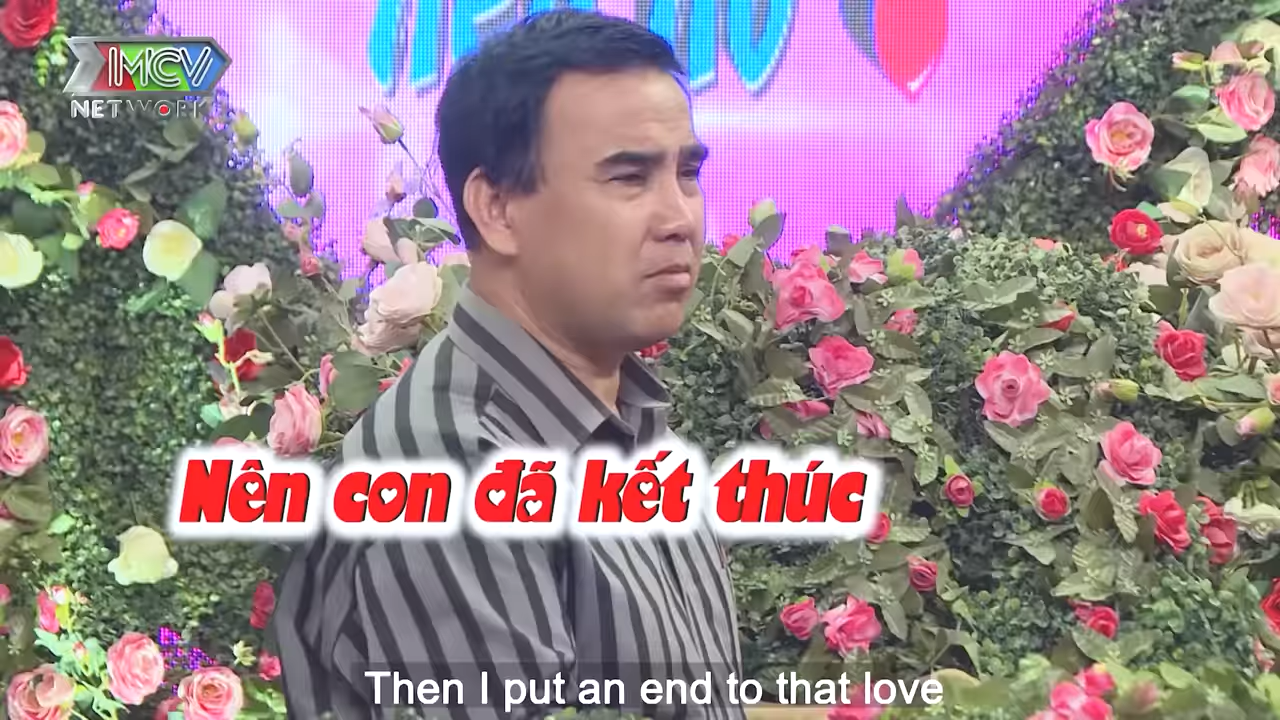 MCV
NETWORK
Nên con đã kết thúc
Then I put an end to that love